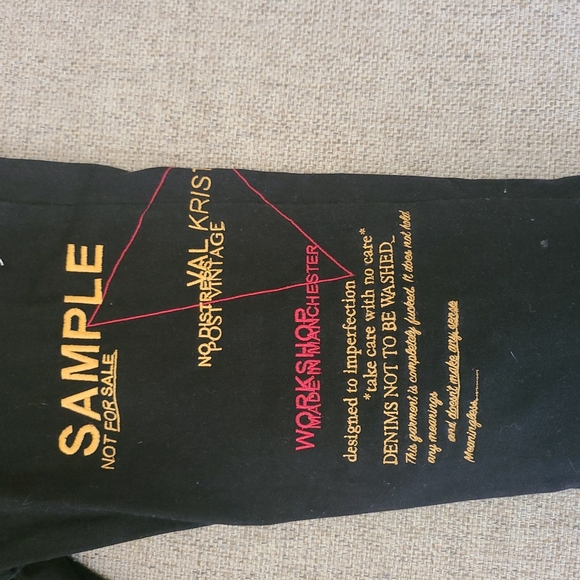 SAMPLE
NOT FOR SALE
VAL KRIST
NO DISTRESS
POST VINTAGE
WORKSHOP
MADE IN MANCHESTER
designed to imperfection
*take care with no care*
DENIMS NOT TO BE WASHED_
This garment is completely fucked. It does not hold
any meanings
and doesn't make any sense
Meaningless..........